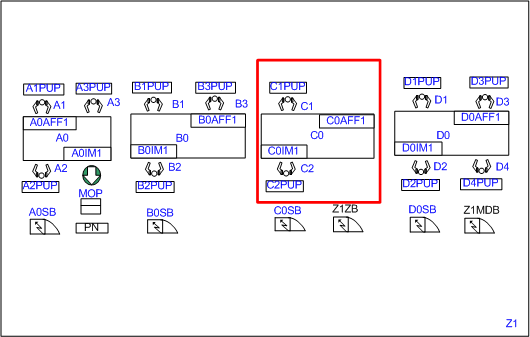 A1PUP A3PUP B1PUP B3PUP C1PUP D1PUP D3PUP
A1 A3 B1 B3 C1 D1 D3
A0AFF1 B0AFF1 C0AFF1 D0AFF1
A0 B0 C0 D0
A0IM1 B0IM1 C0IM1 D0IM1
A2 B2 C2 D2 D4
A2PUP B2PUP C2PUP D2PUP D4PUP
MOP
A0SB B0SB C0SB Z1ZB D0SB Z1MDB
PN
Z1